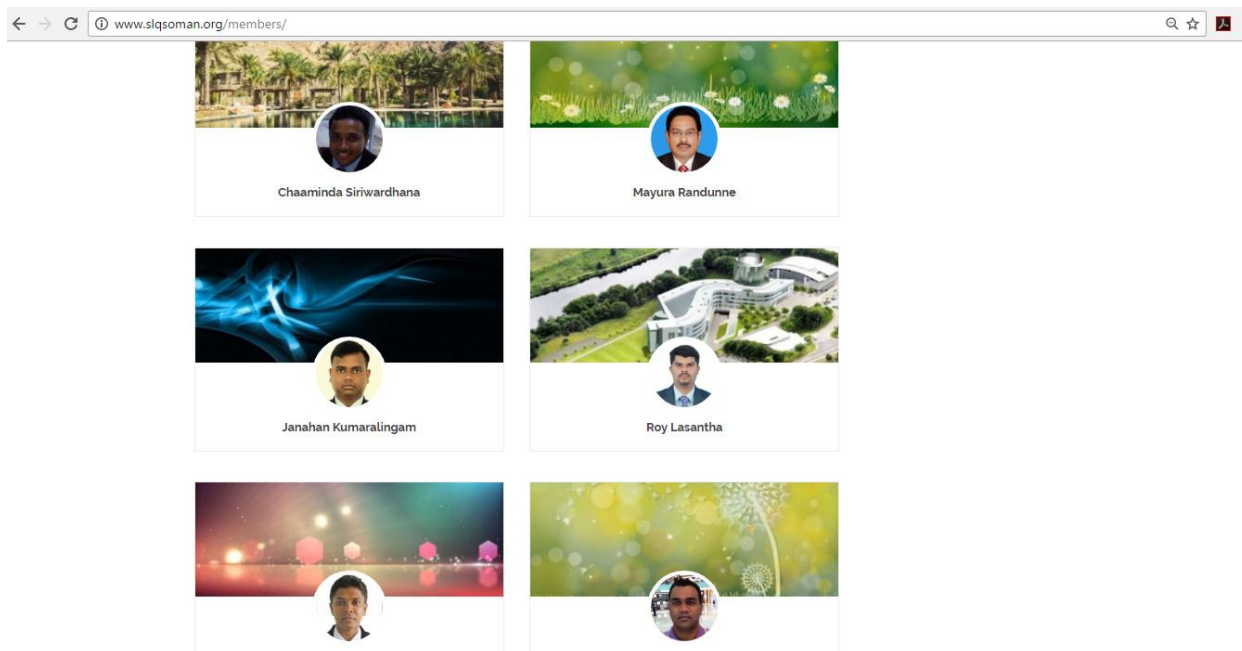 www.slqsoman.org/members/
Chaaminda Siriwardhana
Mayura Randunne
Janahan Kumaralingam
Roy Lasantha